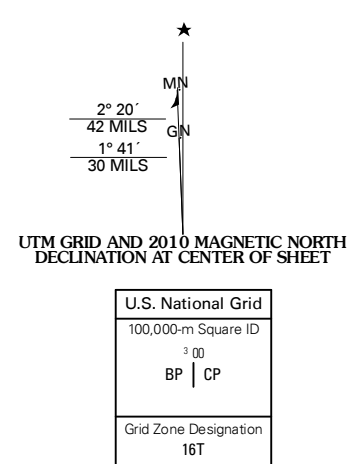 MN
2° 20´
42 MILS
GN
1° 41´
30 MILS
UTM GRID AND 2010 MAGNETIC NORTH
DECLINATION AT CENTER OF SHEET
U.S. National Grid
100,000-m Square ID
3 00
BP CP
Grid Zone Designation
16T